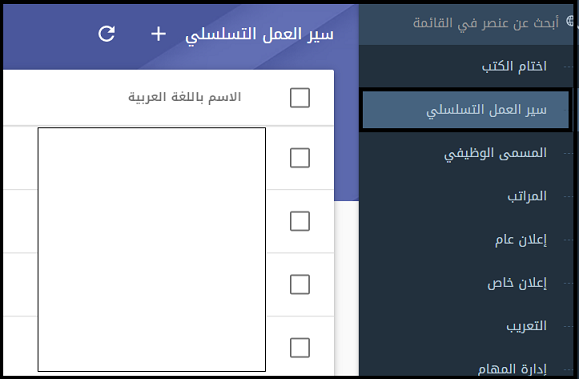 أبحث عن عنصر في القائمة
اختام الكتب
سير العمل التسلسلي
المسمى الوظيفي
المراتب
إعلان عام
إعلان خاص
التعريب
إدارة المهام
سير العمل التسلسلي
الاسم باللغة العربية